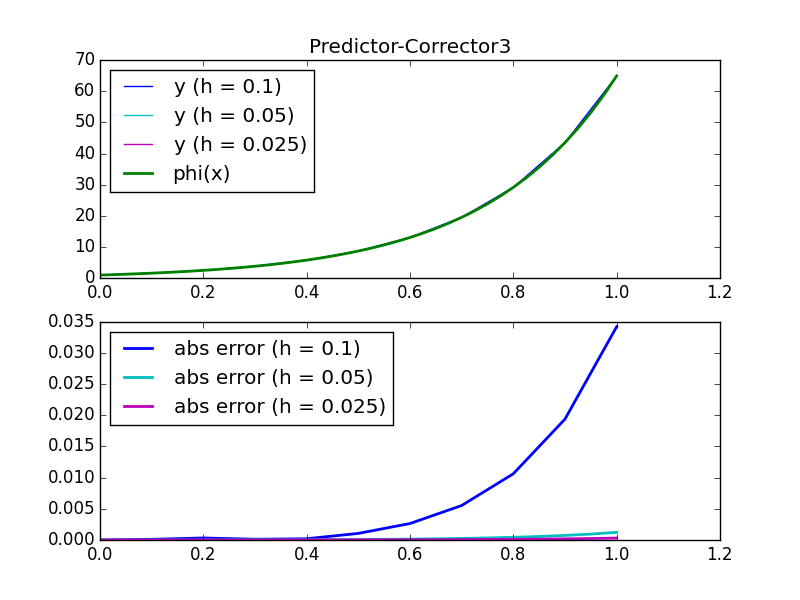 Predictor-Corrector3
70
60
50
40
30
20
10
0
y (h = 0.1)
y (h = 0.05)
y (h = 0.025)
phi(x)
0.0 0.2 0.4 0.6 0.8 1.0 1.2
0.035
0.030
0.025
0.020
0.015
0.010
0.005
0.000
abs error (h = 0.1)
abs error (h = 0.05)
abs error (h = 0.025)
0.0 0.2 0.4 0.6 0.8 1.0 1.2